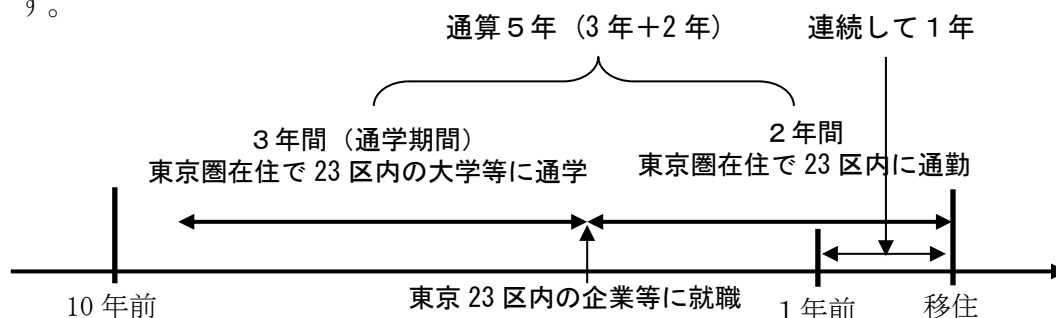 す。
通算５年（3 年＋2 年）
連続して１年
３年間（通学期間）
東京圏在住で 23 区内の大学等に通学
２年間
東京圏在住で 23 区内に通勤
10 年前
東京 23 区内の企業等に就職
１年前
移住